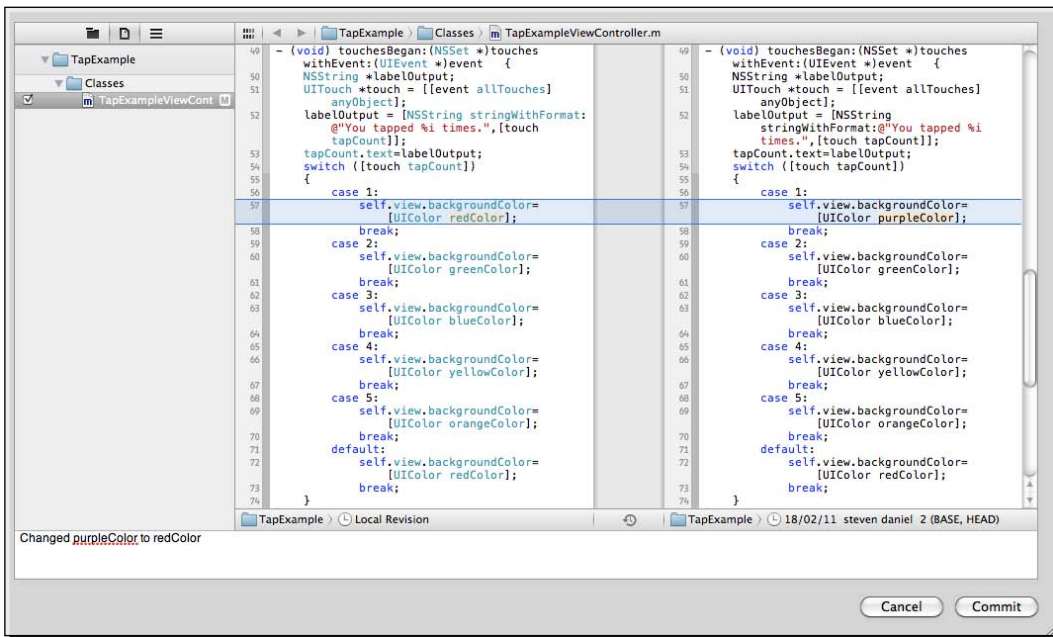 TapExample > Classes > m TapExampleViewController.m
TapExample
Classes
m TapExampleViewCont M
49 - (void) touchesBegan:(NSSet *)touches
withEvent:(UIEvent *)event {
50 NSString *labelOutput;
51 UITouch *touch = [[event allTouches]
anyObject];
52 labelOutput = [NSString stringWithFormat:
@"You tapped %i times.",[touch
tapCount]];
53 tapCount.text=labelOutput;
54 switch ([touch tapCount])
55 {
56 case 1:
57 self.view.backgroundColor=
[UIColor redColor];
58 break;
59 case 2:
60 self.view.backgroundColor=
[UIColor greenColor];
61 break;
62 case 3:
63 self.view.backgroundColor=
[UIColor blueColor];
64 break;
65 case 4:
66 self.view.backgroundColor=
[UIColor yellowColor];
67 break;
68 case 5:
69 self.view.backgroundColor=
[UIColor orangeColor];
70 break;
71 default:
72 self.view.backgroundColor=
[UIColor redColor];
73 break;
74 }
TapExample > Local Revision
49 - (void) touchesBegan:(NSSet *)touches
withEvent:(UIEvent *)event {
50 NSString *labelOutput;
51 UITouch *touch = [[event allTouches]
anyObject];
52 labelOutput = [NSString
stringWithFormat:@"You tapped %i
times.",[touch tapCount]];
53 tapCount.text=labelOutput;
54 switch ([touch tapCount])
55 {
56 case 1:
57 self.view.backgroundColor=
[UIColor purpleColor];
58 break;
59 case 2:
60 self.view.backgroundColor=
[UIColor greenColor];
61 break;
62 case 3:
63 self.view.backgroundColor=
[UIColor blueColor];
64 break;
65 case 4:
66 self.view.backgroundColor=
[UIColor yellowColor];
67 break;
68 case 5:
69 self.view.backgroundColor=
[UIColor orangeColor];
70 break;
71 default:
72 self.view.backgroundColor=
[UIColor redColor];
73 break;
74 }
TapExample > 18/02/11 steven daniel 2 (BASE, HEAD)
Changed purpleColor to redColor
Cancel
Commit